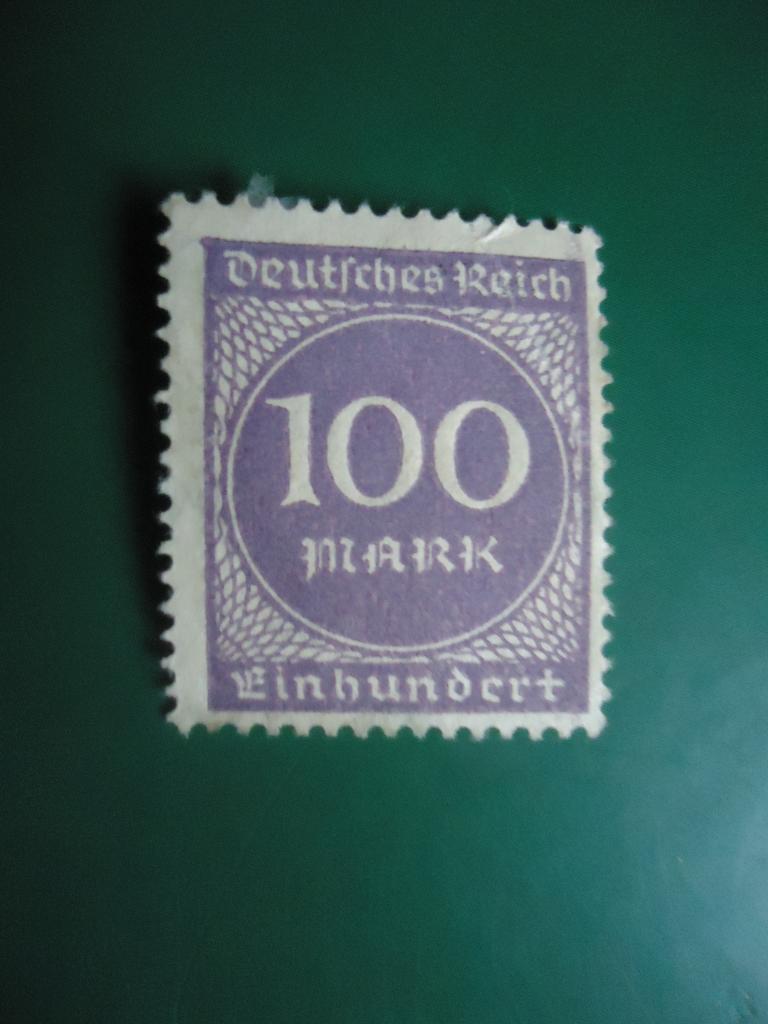 Deutsches Reich
100
MARK
Einhundert